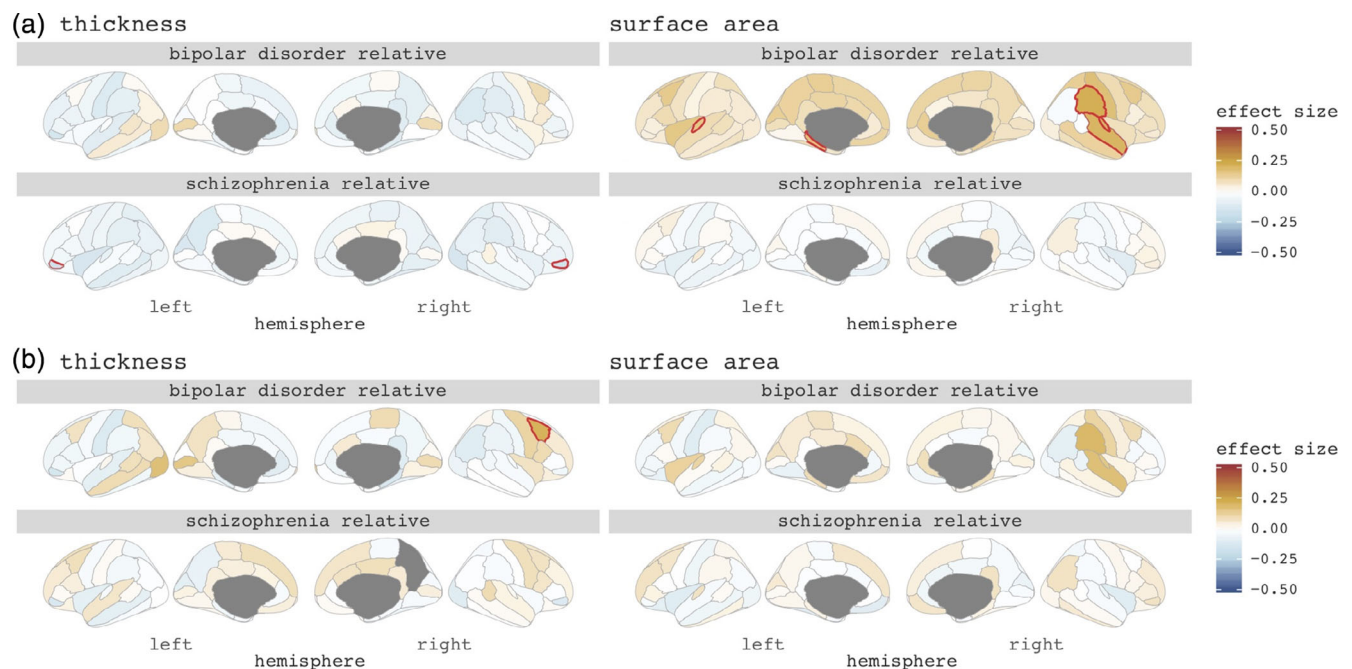 (a) thickness
surface area
bipolar disorder relative
bipolar disorder relative
effect size
0.50
0.25
0.00
-0.25
-0.50
schizophrenia relative
schizophrenia relative
left
right
hemisphere
left
right
hemisphere
(b) thickness
surface area
bipolar disorder relative
bipolar disorder relative
effect size
0.50
0.25
0.00
-0.25
-0.50
schizophrenia relative
schizophrenia relative
left
right
hemisphere
left
right
hemisphere